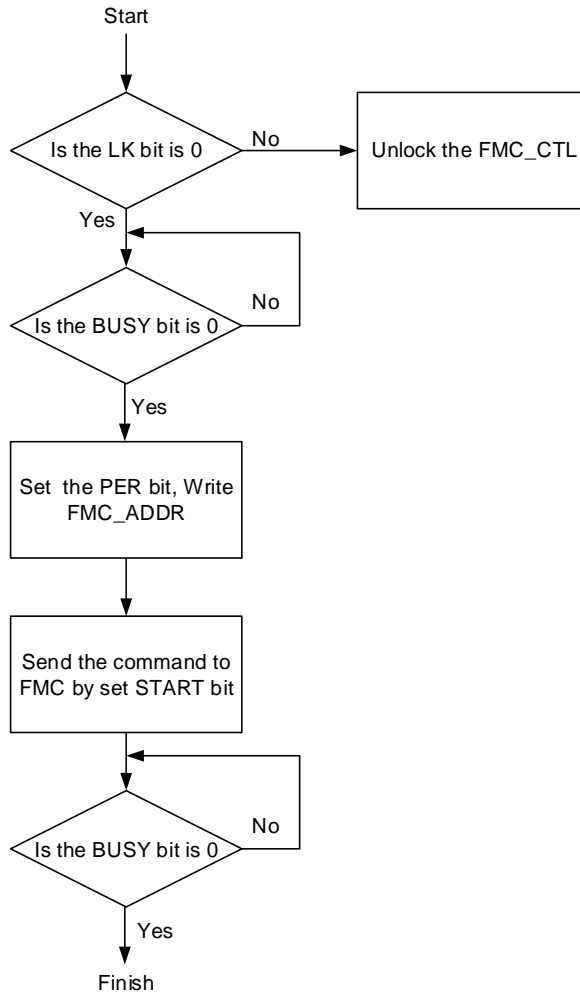 Start
Is the LK bit is 0
No
Unlock the FMC_CTL
Yes
Is the BUSY bit is 0
No
Yes
Set the PER bit, Write
FMC_ADDR
Send the command to
FMC by set START bit
Is the BUSY bit is 0
No
Yes
Finish